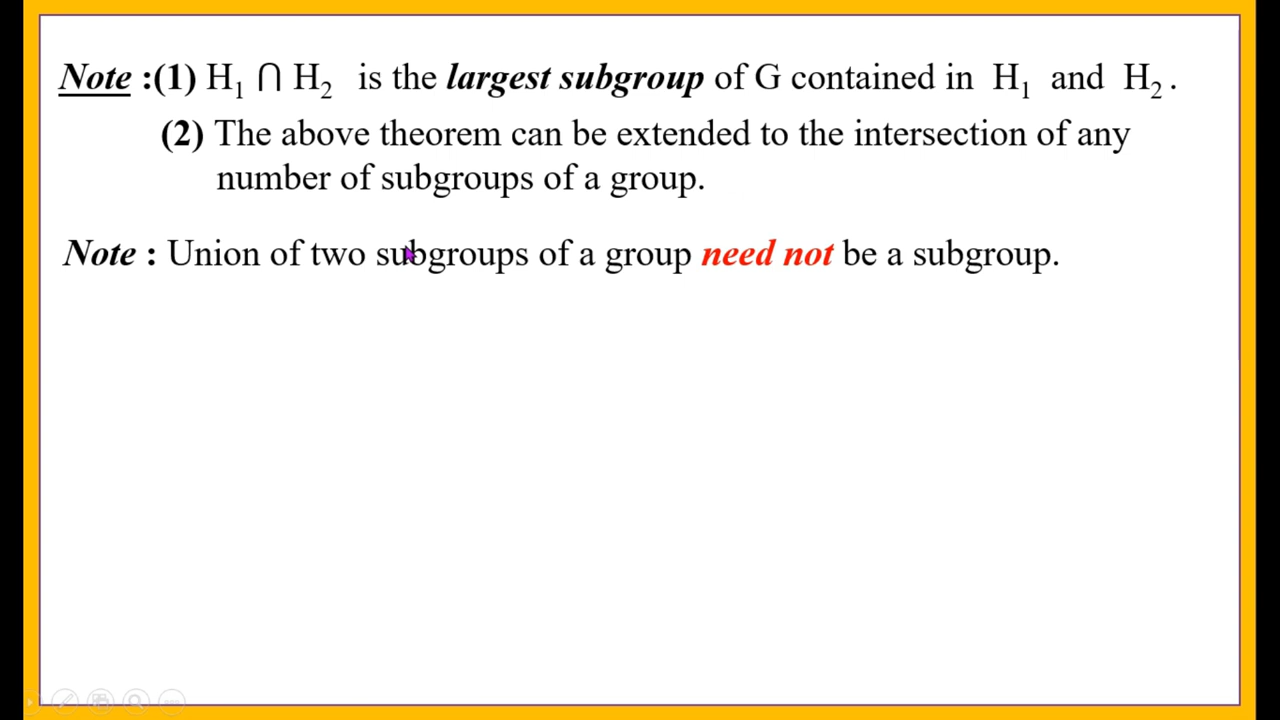 Note :(1) H₁ ⋂ H₂ is the largest subgroup of G contained in H₁ and H₂ .
(2) The above theorem can be extended to the intersection of any
number of subgroups of a group.
Note : Union of two subgroups of a group need not be a subgroup.